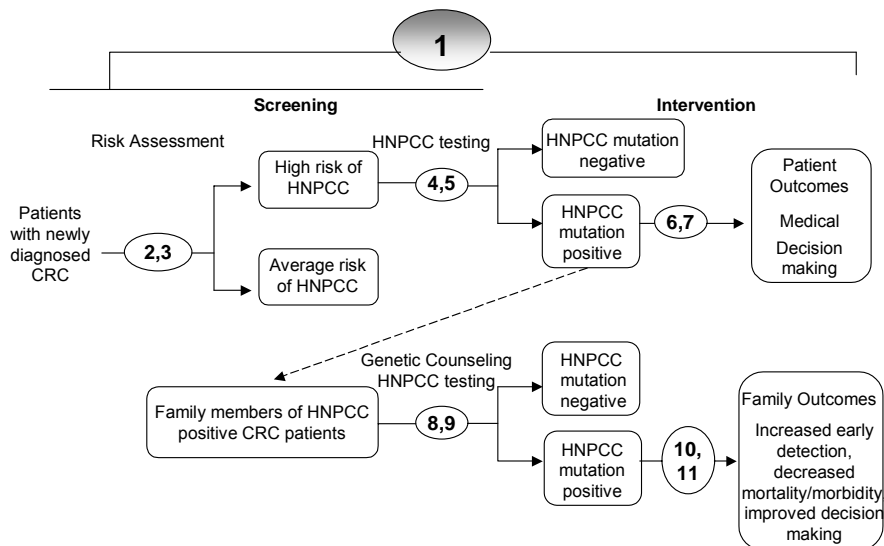 1
Screening
Intervention
Risk Assessment
HNPCC testing
High risk of
HNPCC
4,5
HNPCC mutation
negative
Patients
with newly
diagnosed
CRC
2,3
Average risk
of HNPCC
HNPCC
mutation
positive
6,7
Patient
Outcomes
Medical
Decision
making
Genetic Counseling
HNPCC testing
Family members of HNPCC
positive CRC patients
8,9
HNPCC
mutation
negative
HNPCC
mutation
positive
10,
11
Family Outcomes
Increased early
detection,
decreased
mortality/morbidity,
improved decision
making